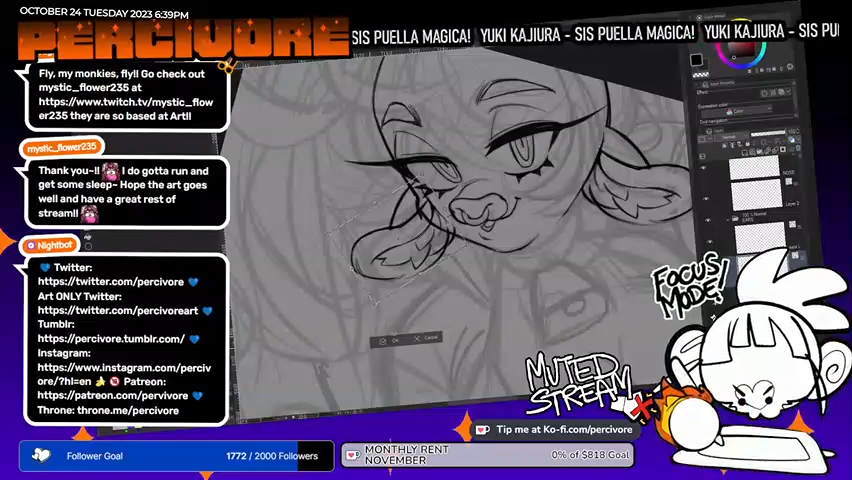 OCTOBER 24 TUESDAY 2023 6:39PM
PERCIVORE
SIS PUELLA MAGICA! YUKI KAJIURA - SIS PUELLA MAGICA! YUKI KAJIURA - SIS PU
Fly, my monkies, fly!! Go check out
mystic_flower235 at
https://www.twitch.tv/mystic_flow
er235 they are so based at Art!!
mystic_flower235
Thank you~!! I do gotta run and
get some sleep~ Hope the art goes
well and have a great rest of
stream!!
Nightbot
Twitter:
https://twitter.com/percivore
Art ONLY Twitter:
https://twitter.com/percivoreart
Tumblr:
https://percivore.tumblr.com/
Instagram:
https://www.instagram.com/perciv
ore/?hl=en Patreon:
https://patreon.com/pervivore
Throne: throne.me/percivore
OK Cancel
FOCUS
MODE!
MUTED
STREAM
Tip me at Ko-fi.com/percivore
Follower Goal 1772 / 2000 Followers
MONTHLY RENT
NOVEMBER
0% of $818 Goal